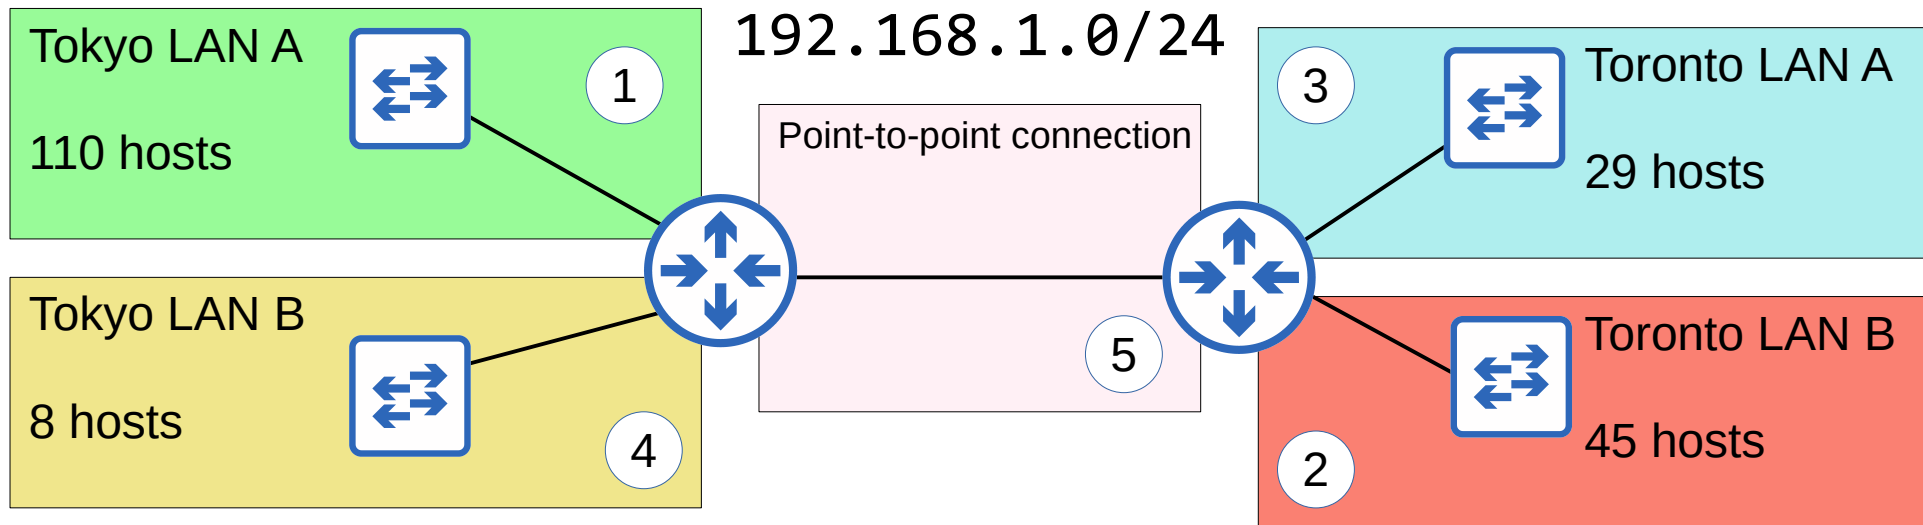 192.168.1.0/24
Tokyo LAN A
110 hosts
1
Point-to-point connection
3
Toronto LAN A
29 hosts
Tokyo LAN B
8 hosts
4
5
Toronto LAN B
45 hosts
2